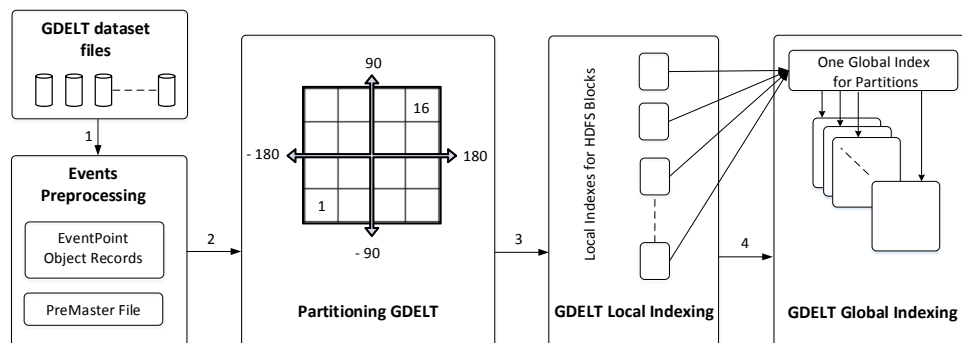 GDELT dataset
files
1
Events
Preprocessing
EventPoint
Object Records
PreMaster File
2
90
16
- 180
180
1
- 90
Partitioning GDELT
3
Local Indexes for HDFS Blocks
GDELT Local Indexing
4
One Global Index
for Partitions
GDELT Global Indexing